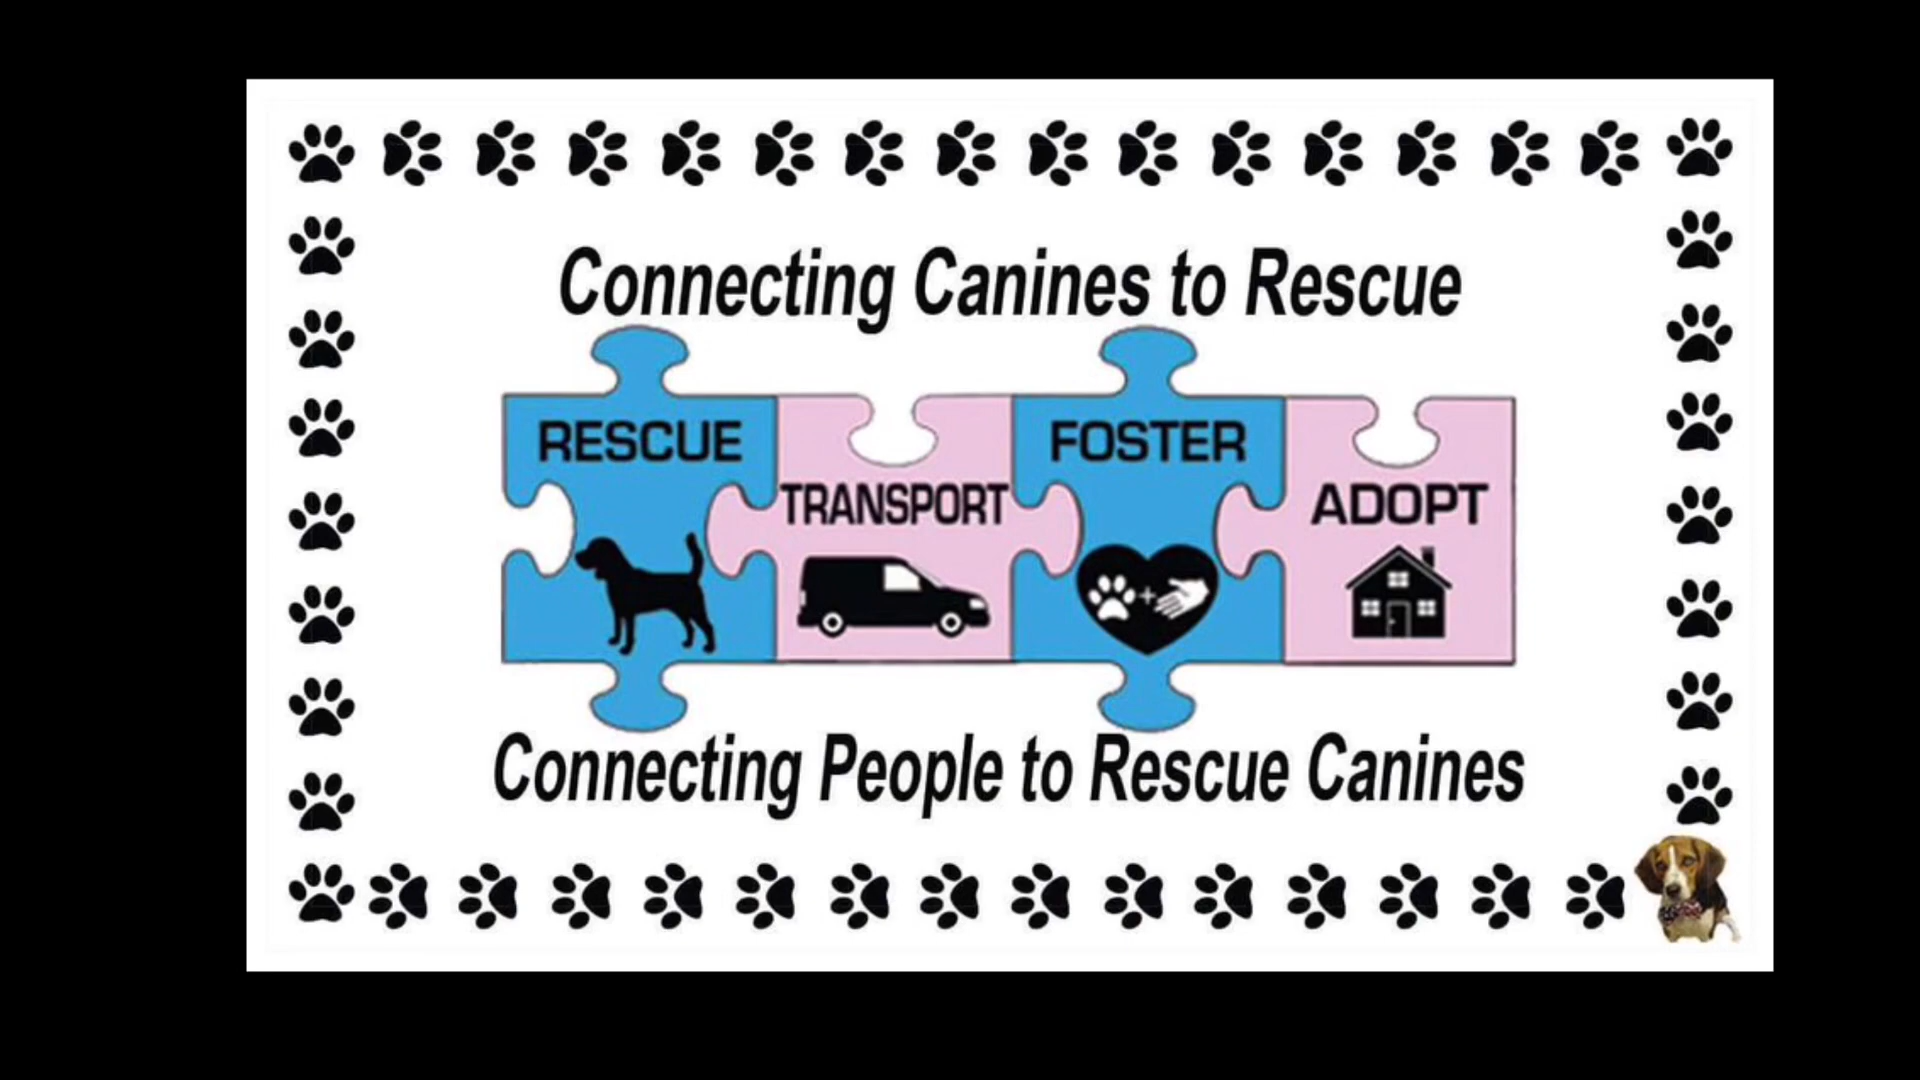 Connecting Canines to Rescue
RESCUE
TRANSPORT
FOSTER
ADOPT
+
Connecting People to Rescue Canines